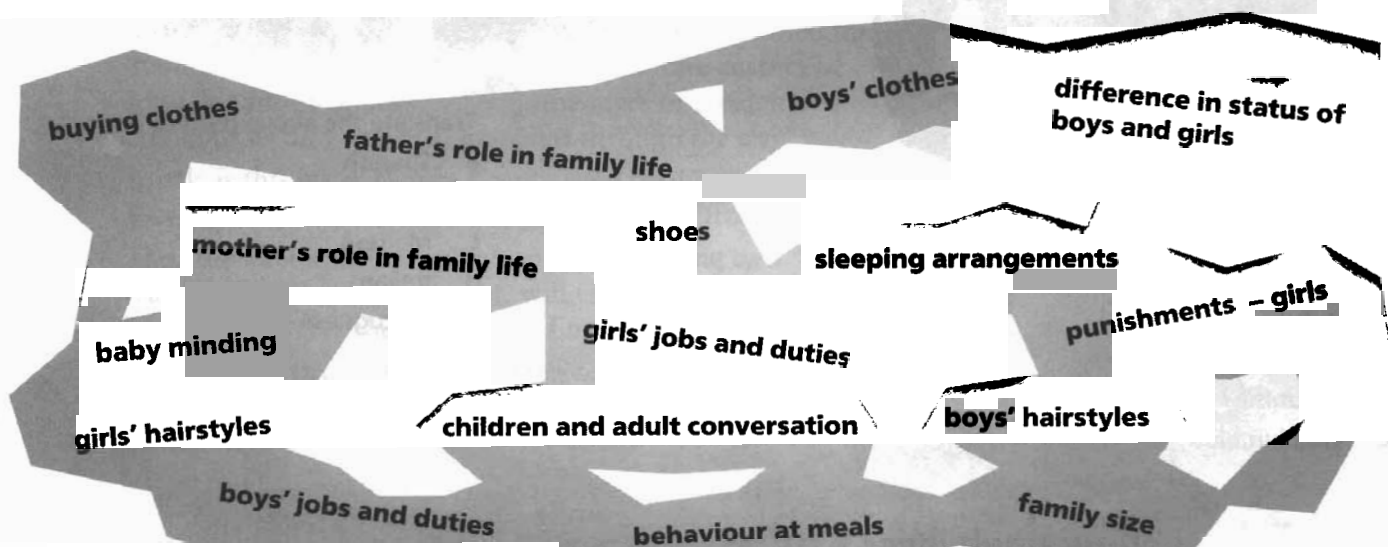 buying clothes
father's role in family life
boys' clothes
difference in status of
boys and girls
mother's role in family life
shoes
sleeping arrangements
baby minding
girls' jobs and duties
punishments – girls
girls' hairstyles
children and adult conversation
boys' hairstyles
boys' jobs and duties
behaviour at meals
family size